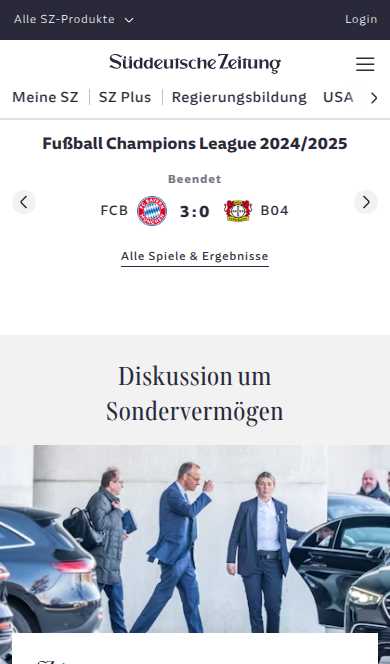 Alle SZ-Produkte
Login
Süddeutsche Zeitung
Meine SZ
SZ Plus
Regierungsbildung
USA
Fußball Champions League 2024/2025
Beendet
FCB 3:0 B04
Alle Spiele & Ergebnisse
Diskussion um
Sondervermögen